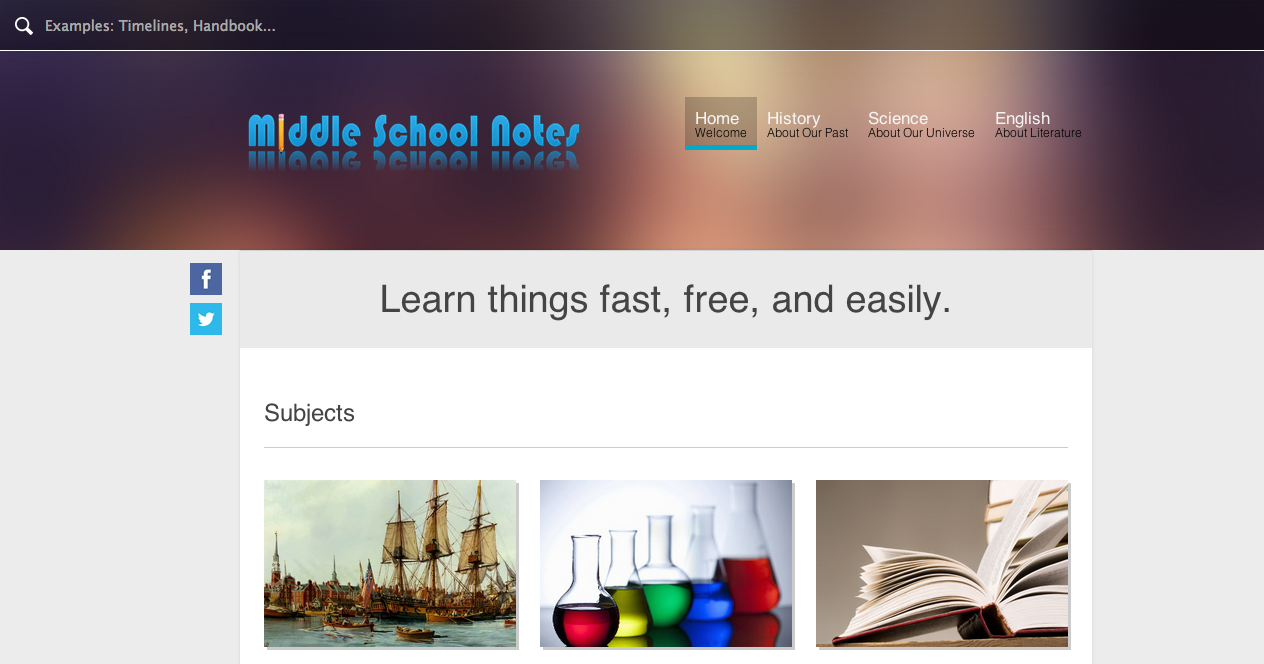 Examples: Timelines, Handbook...
Middle School Notes
Home
Welcome
History
About Our Past
Science
About Our Universe
English
About Literature
f
Learn things fast, free, and easily.
Subjects